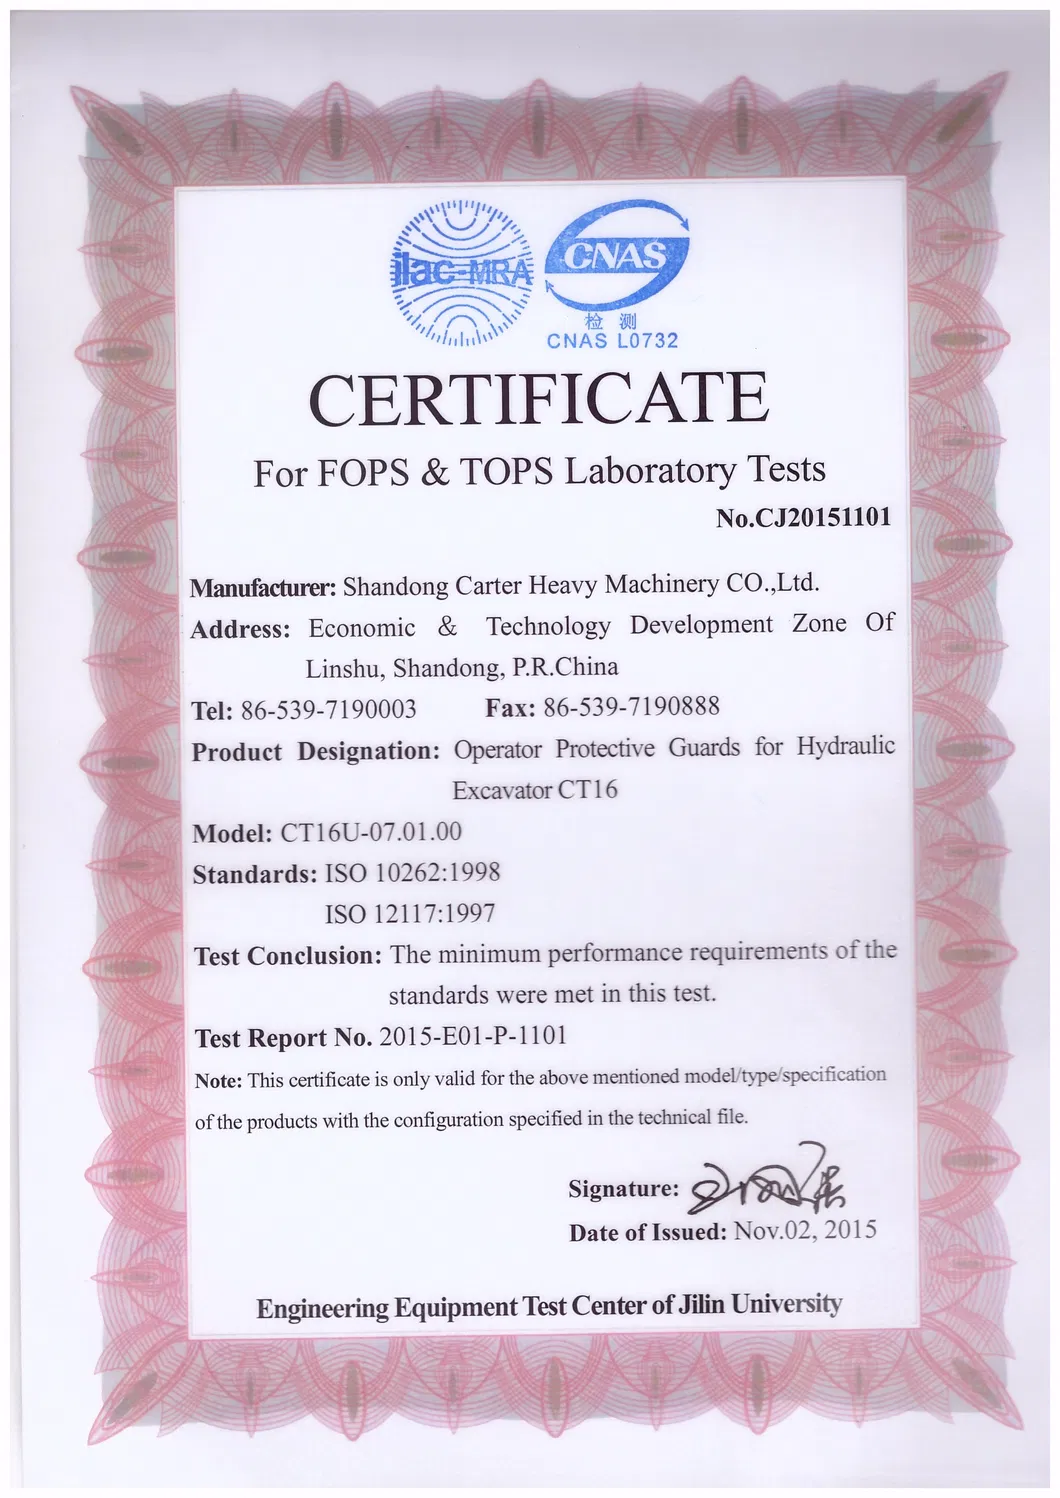 ilac-MRA
CNAS
检 测
CNAS L0732
CERTIFICATE
For FOPS & TOPS Laboratory Tests
No.CJ20151101
Manufacturer: Shandong Carter Heavy Machinery CO.,Ltd.
Address: Economic & Technology Development Zone Of
Linshu, Shandong, P.R.China
Tel: 86-539-7190003 Fax: 86-539-7190888
Product Designation: Operator Protective Guards for Hydraulic
Excavator CT16
Model: CT16U-07.01.00
Standards: ISO 10262:1998
ISO 12117:1997
Test Conclusion: The minimum performance requirements of the
standards were met in this test.
Test Report No. 2015-E01-P-1101
Note: This certificate is only valid for the above mentioned model/type/specification
of the products with the configuration specified in the technical file.
Signature:
Date of Issued: Nov.02, 2015
Engineering Equipment Test Center of Jilin University